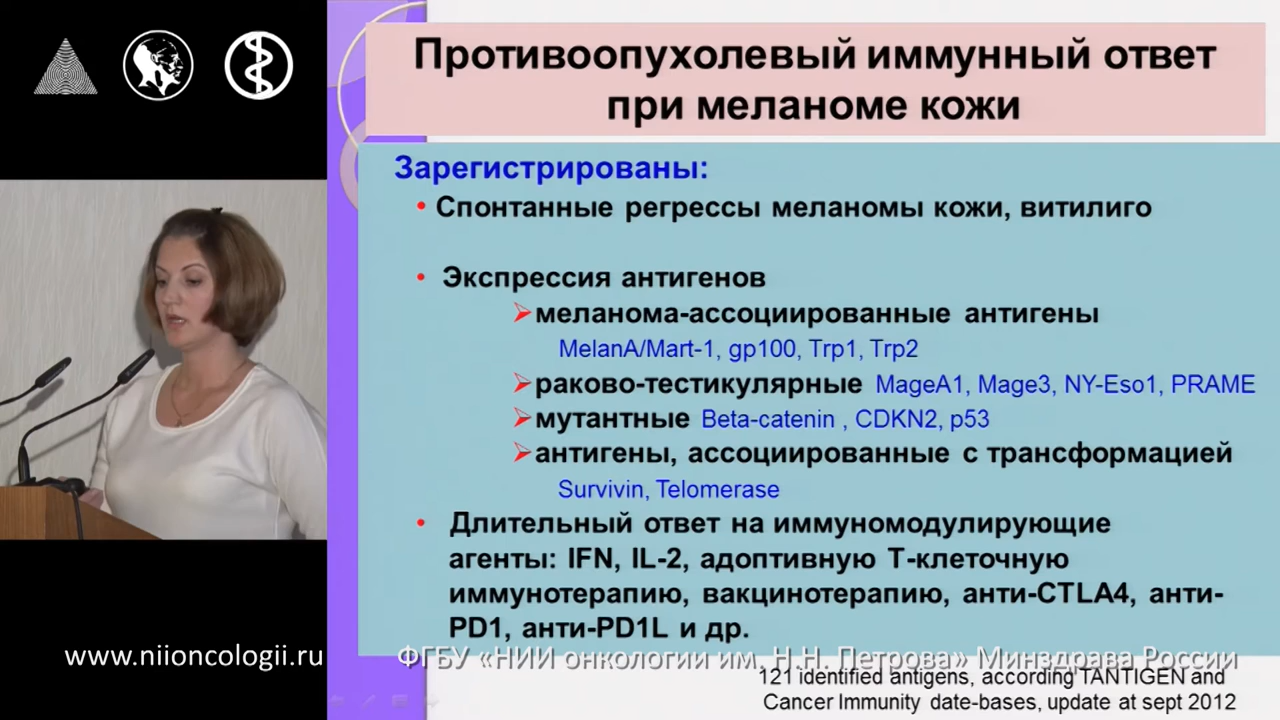 Противоопухолевый иммунный ответ
при меланоме кожи
Зарегистрированы:
• Спонтанные регрессы меланомы кожи, витилиго
• Экспрессия антигенов
меланома-ассоциированные антигены
MelanA/Mart-1, gp100, Trp1, Trp2
раково-тестикулярные MageA1, Mage3, NY-Eso1, PRAME
мутантные Beta-catenin , CDKN2, p53
антигены, ассоциированные с трансформацией
Survivin, Telomerase
• Длительный ответ на иммуномодулирующие
агенты: IFN, IL-2, адоптивную Т-клеточную
иммунотерапию, вакцинотерапию, анти-CTLA4, анти-
PD1, анти-PD1L и др.
www.niioncologii.ru
ФГБУ «НИИ онкологии им. Н.Н. Петрова» Минздрава России
121 identified antigens, according TANTIGEN and
Cancer Immunity date-bases, update at sept 2012